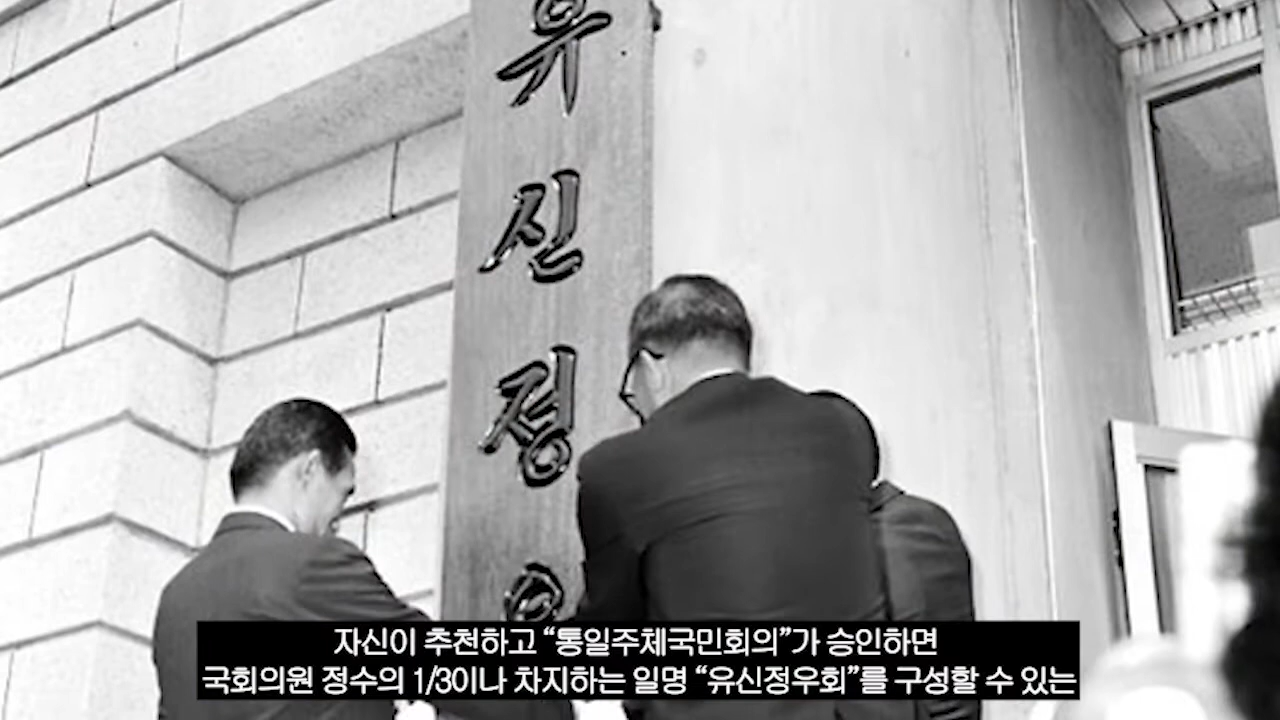 유신정우
자신이 추천하고 “통일주체국민회의”가 승인하면
국회의원 정수의 1/3이나 차지하는 일명 “유신정우회”를 구성할 수 있는